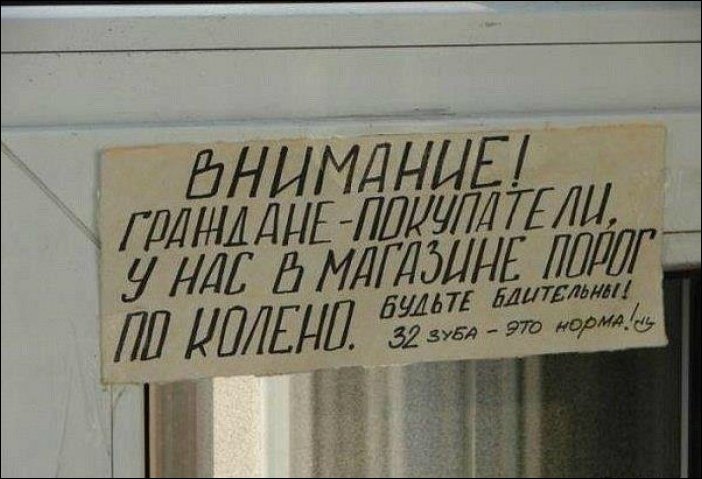 ВНИМАНИЕ!
ГРАЖДАНЕ-ПОКУПАТЕЛИ,
У НАС В МАГАЗИНЕ ПОРОГ
ПО КОЛЕНО. БУДЬТЕ БДИТЕЛЬНЫ!
32 ЗУБА - ЭТО НОРМА!